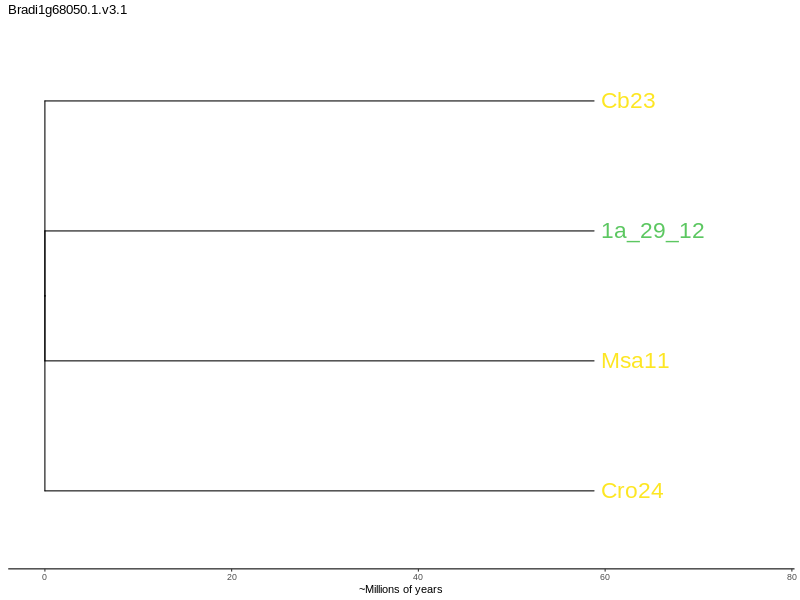 Bradi1g68050.1.v3.1
Cb23
1a_29_12
Msa11
Cro24
0 20 40 60 80
~Millions of years